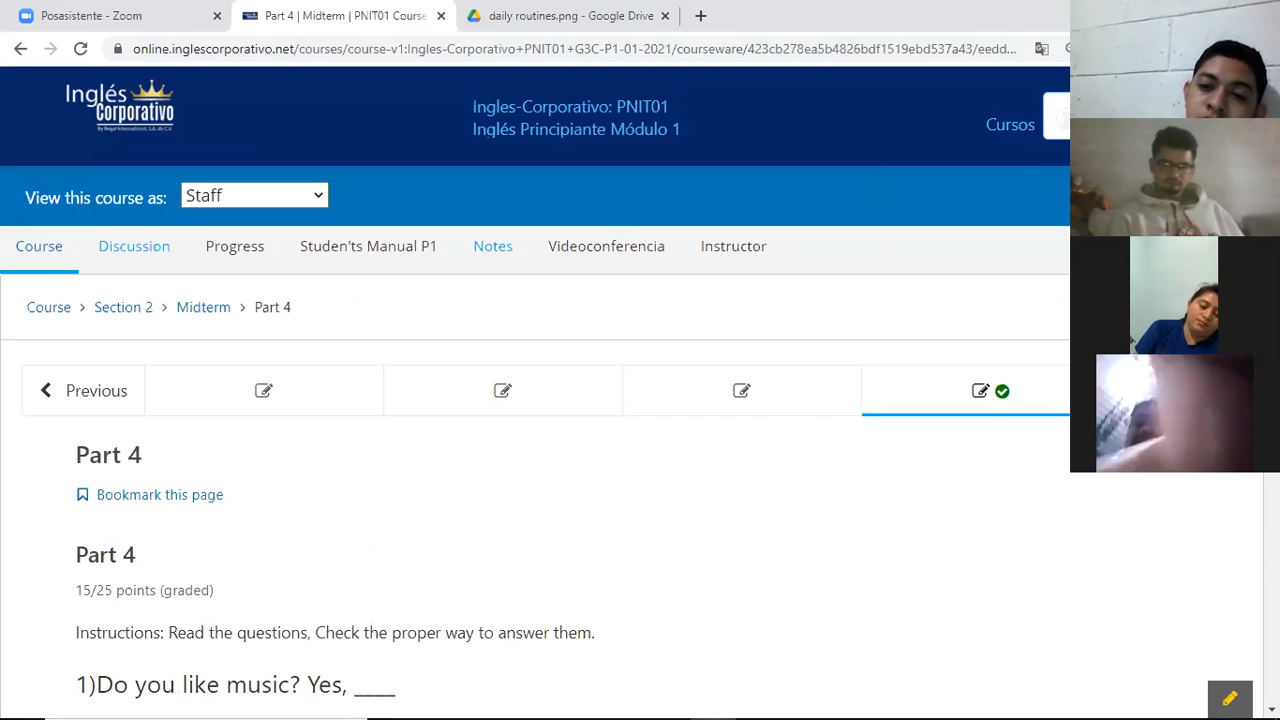 Posasistente - Zoom
Part 4 | Midterm | PNIT01 Course
daily routines.png - Google Drive
online.inglescorporativo.net/courses/course-v1:Ingles-Corporativo+PNIT01+G3C-P1-01-2021/courseware/423cb278ea5b4826bdf1519ebd537a43/eedd...
Inglés
Corporativo
Ingles-Corporativo: PNIT01
Inglés Principiante Módulo 1
Cursos
View this course as: Staff
Course Discussion Progress Studen'ts Manual P1 Notes Videoconferencia Instructor
Course > Section 2 > Midterm > Part 4
Previous
Part 4
Bookmark this page
Part 4
15/25 points (graded)
Instructions: Read the questions, Check the proper way to answer them.
1)Do you like music? Yes, ____